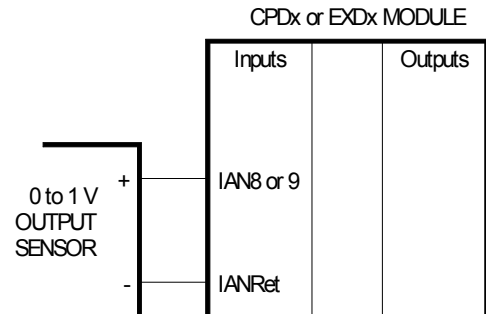 CPDx or EXDx MODULE
Inputs
Outputs
+
IAN8 or 9
0 to 1 V
OUTPUT
SENSOR
-
IANRet